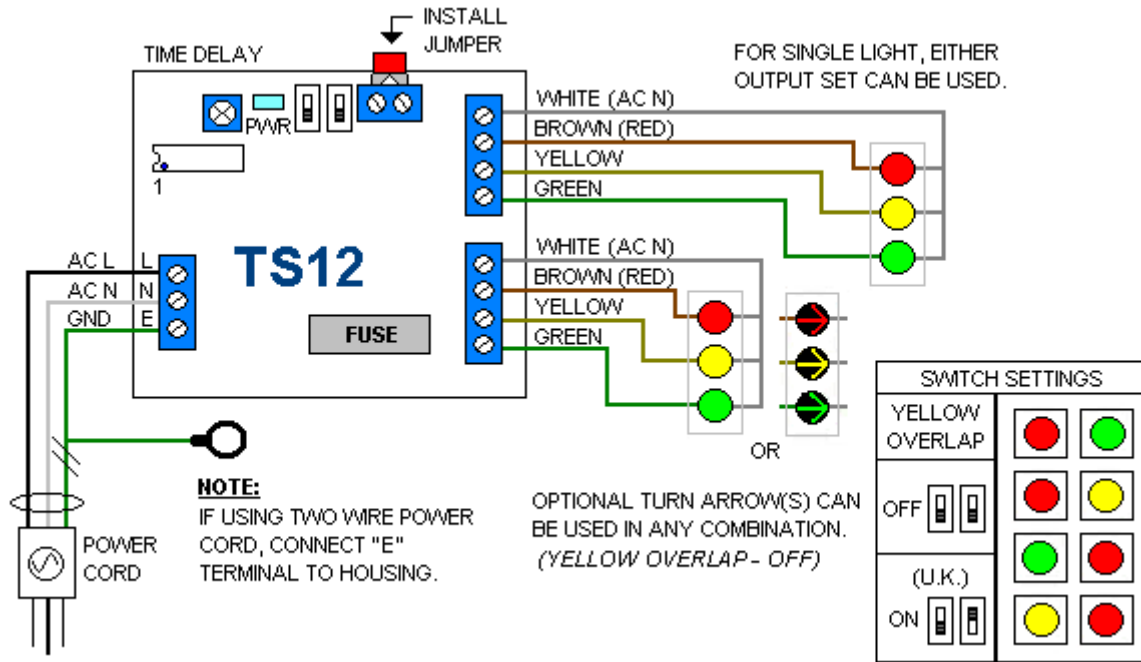 INSTALL
JUMPER
TIME DELAY
FOR SINGLE LIGHT, EITHER
OUTPUT SET CAN BE USED.
PWR
1
WHITE (AC N)
BROWN (RED)
YELLOW
GREEN
TS12
AC L L
AC N N
GND E
FUSE
WHITE (AC N)
BROWN (RED)
YELLOW
GREEN
OR
NOTE:
IF USING TWO WIRE POWER
CORD, CONNECT "E"
TERMINAL TO HOUSING.
POWER
CORD
OPTIONAL TURN ARROW(S) CAN
BE USED IN ANY COMBINATION.
(YELLOW OVERLAP - OFF)
SWITCH SETTINGS
YELLOW
OVERLAP
OFF
(U.K.)
ON